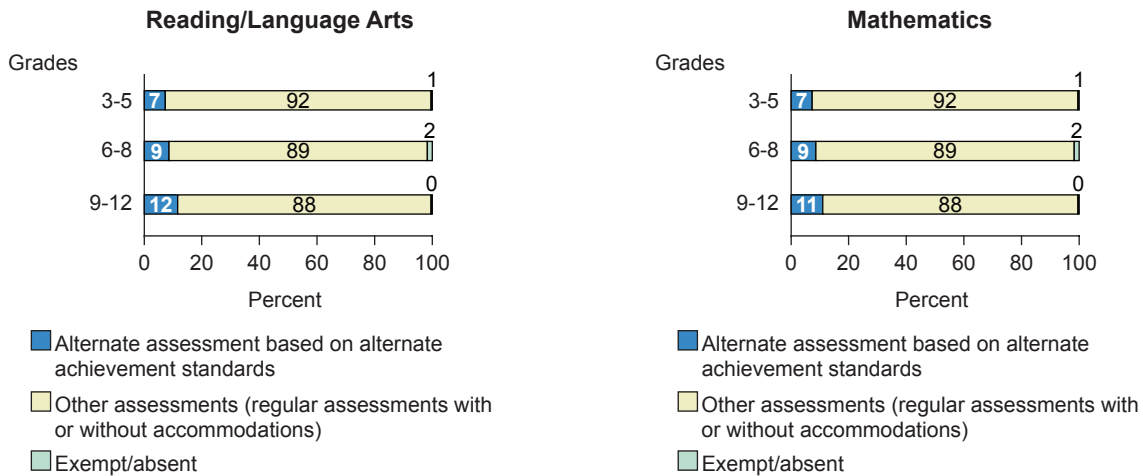 Reading/Language Arts
Grades
1
3-5 7 92
2
6-8 9 89
0
9-12 12 88
0 20 40 60 80 100
Percent
Alternate assessment based on alternate
achievement standards
Other assessments (regular assessments with
or without accommodations)
Exempt/absent
Mathematics
Grades
1
3-5 7 92
2
6-8 9 89
0
9-12 11 88
0 20 40 60 80 100
Percent
Alternate assessment based on alternate
achievement standards
Other assessments (regular assessments with
or without accommodations)
Exempt/absent